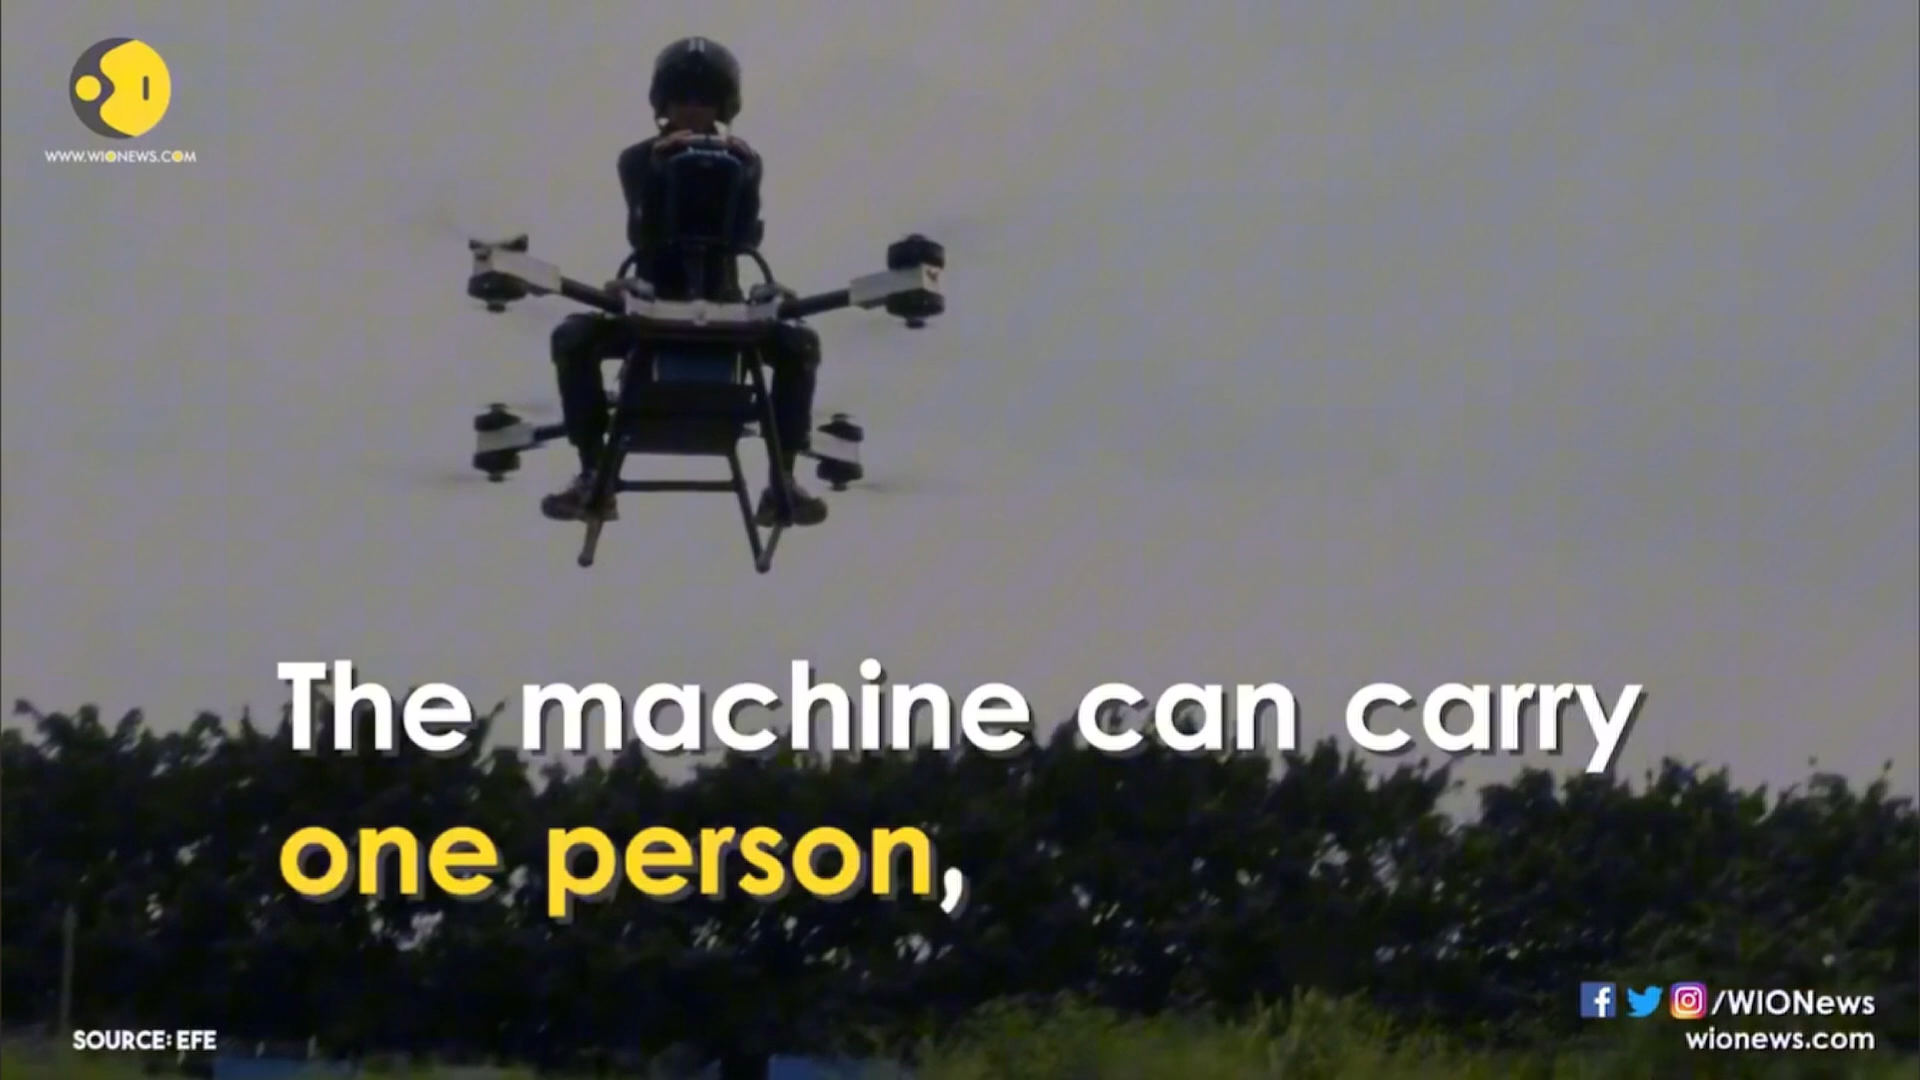 WWW.WIONEWS.COM
The machine can carry
one person,
SOURCE: EFE
/WIONews
wionews.com